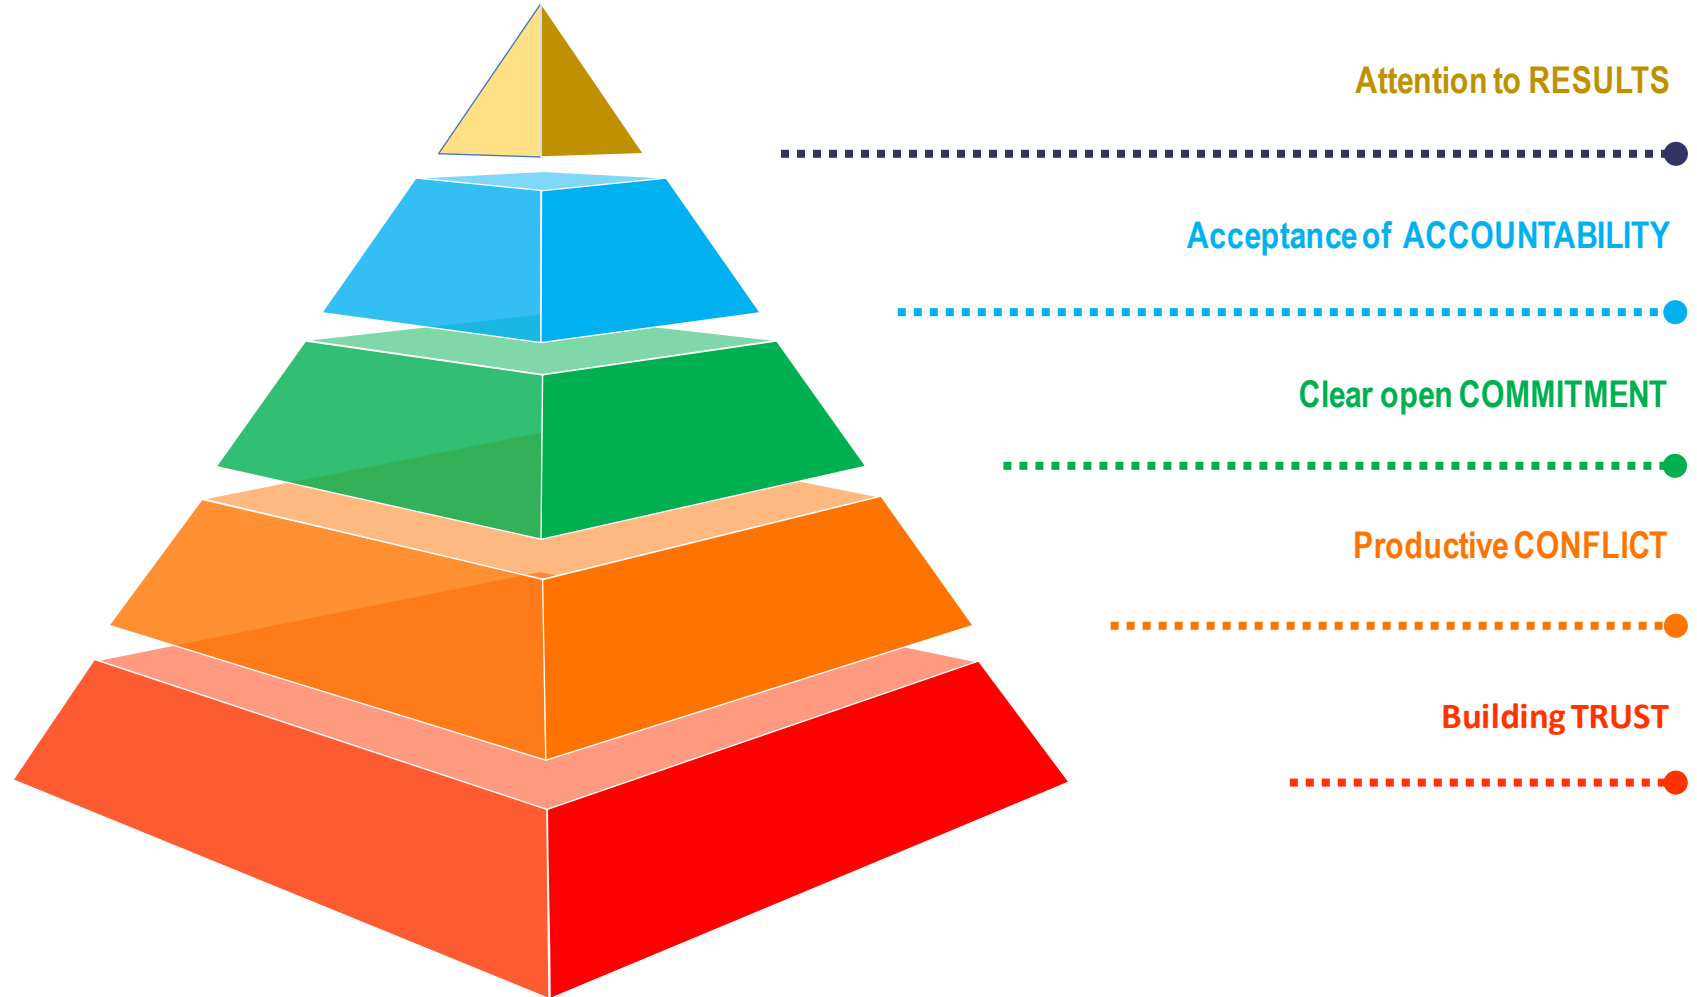 Attention to RESULTS
Acceptance of ACCOUNTABILITY
Clear open COMMITMENT
Productive CONFLICT
Building TRUST